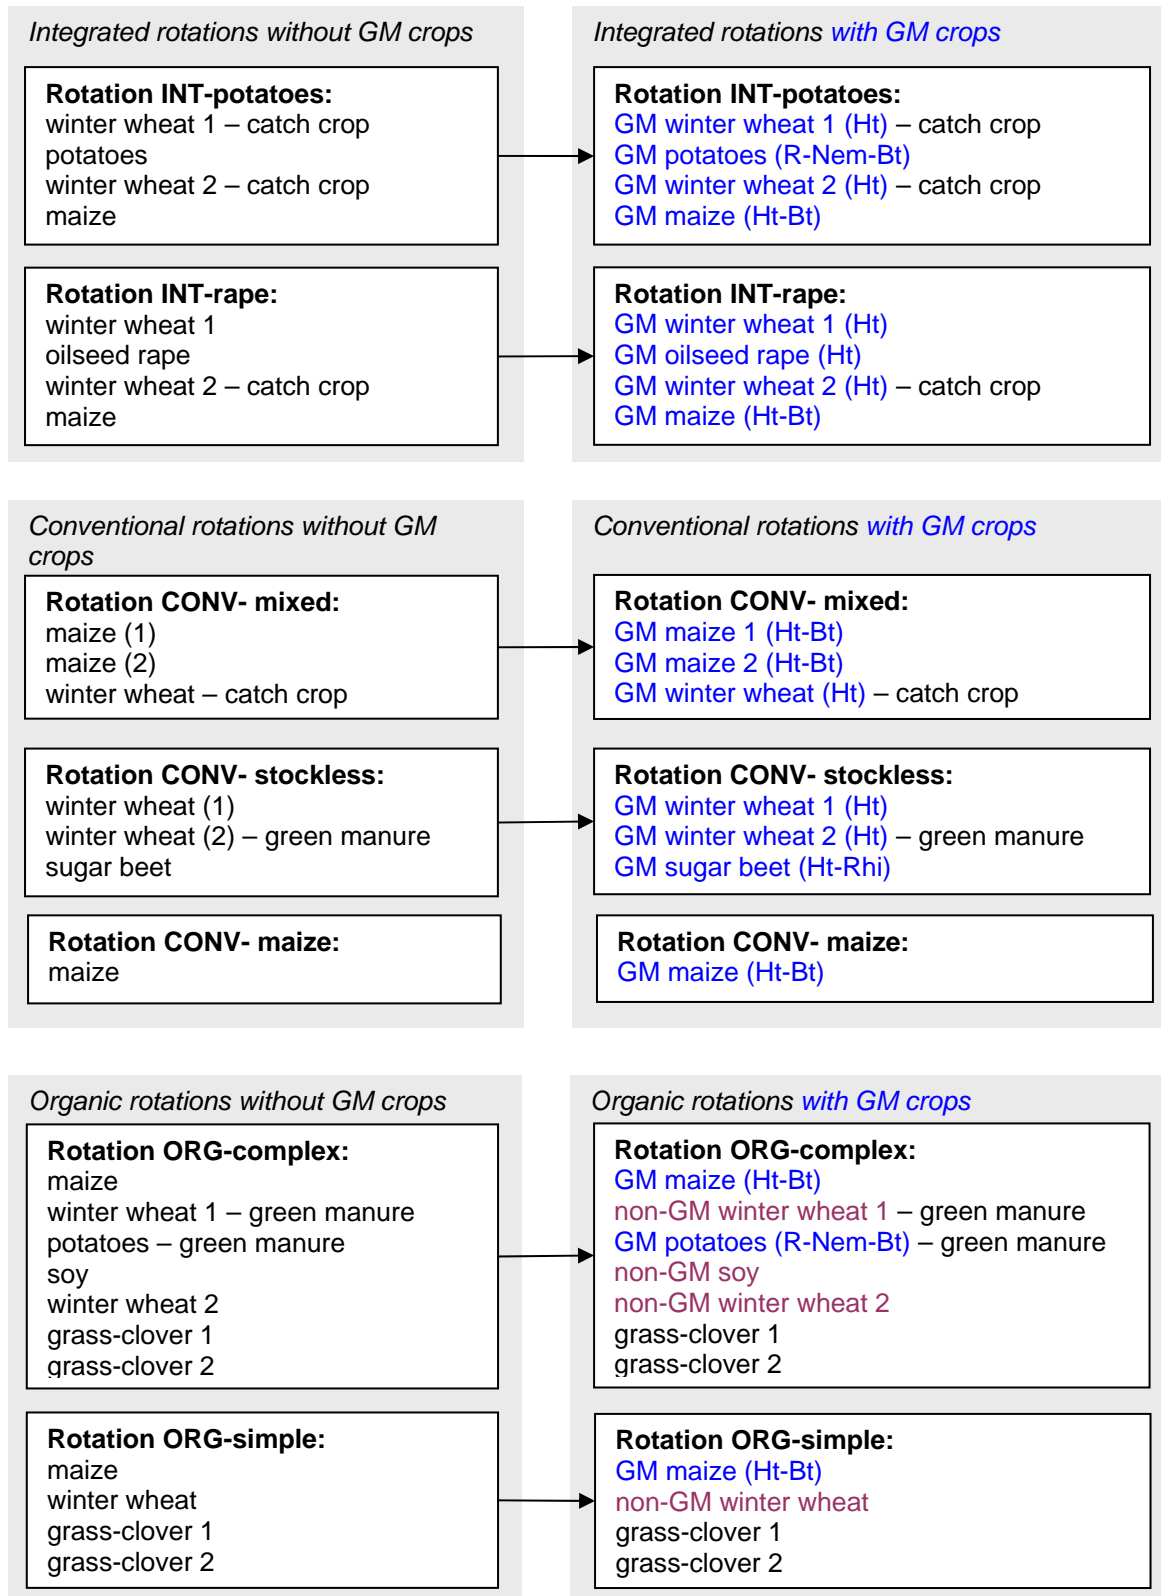 Integrated rotations without GM crops
Rotation INT-potatoes:
winter wheat 1 – catch crop
potatoes
winter wheat 2 – catch crop
maize
Rotation INT-rape:
winter wheat 1
oilseed rape
winter wheat 2 – catch crop
maize
Integrated rotations with GM crops
Rotation INT-potatoes:
GM winter wheat 1 (Ht) – catch crop
GM potatoes (R-Nem-Bt)
GM winter wheat 2 (Ht) – catch crop
GM maize (Ht-Bt)
Rotation INT-rape:
GM winter wheat 1 (Ht)
GM oilseed rape (Ht)
GM winter wheat 2 (Ht) – catch crop
GM maize (Ht-Bt)
Conventional rotations without GM
crops
Rotation CONV- mixed:
maize (1)
maize (2)
winter wheat – catch crop
Rotation CONV- stockless:
winter wheat (1)
winter wheat (2) – green manure
sugar beet
Rotation CONV- maize:
maize
Conventional rotations with GM crops
Rotation CONV- mixed:
GM maize 1 (Ht-Bt)
GM maize 2 (Ht-Bt)
GM winter wheat (Ht) – catch crop
Rotation CONV- stockless:
GM winter wheat 1 (Ht)
GM winter wheat 2 (Ht) – green manure
GM sugar beet (Ht-Rhi)
Rotation CONV- maize:
GM maize (Ht-Bt)
Organic rotations without GM crops
Rotation ORG-complex:
maize
winter wheat 1 – green manure
potatoes – green manure
soy
winter wheat 2
grass-clover 1
grass-clover 2
Rotation ORG-simple:
maize
winter wheat
grass-clover 1
grass-clover 2
Organic rotations with GM crops
Rotation ORG-complex:
GM maize (Ht-Bt)
non-GM winter wheat 1 – green manure
GM potatoes (R-Nem-Bt) – green manure
non-GM soy
non-GM winter wheat 2
grass-clover 1
grass-clover 2
Rotation ORG-simple:
GM maize (Ht-Bt)
non-GM winter wheat
grass-clover 1
grass-clover 2